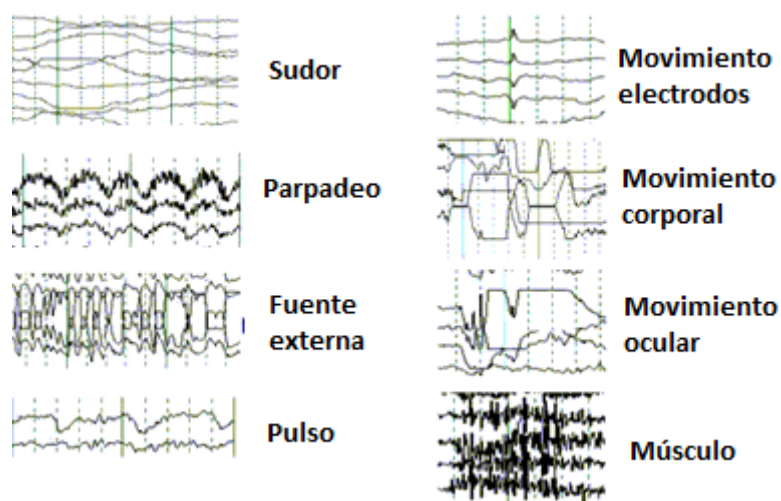 Sudor
Movimiento
electrodos
Parpadeo
Movimiento
corporal
Fuente
externa
Movimiento
ocular
Pulso
Músculo